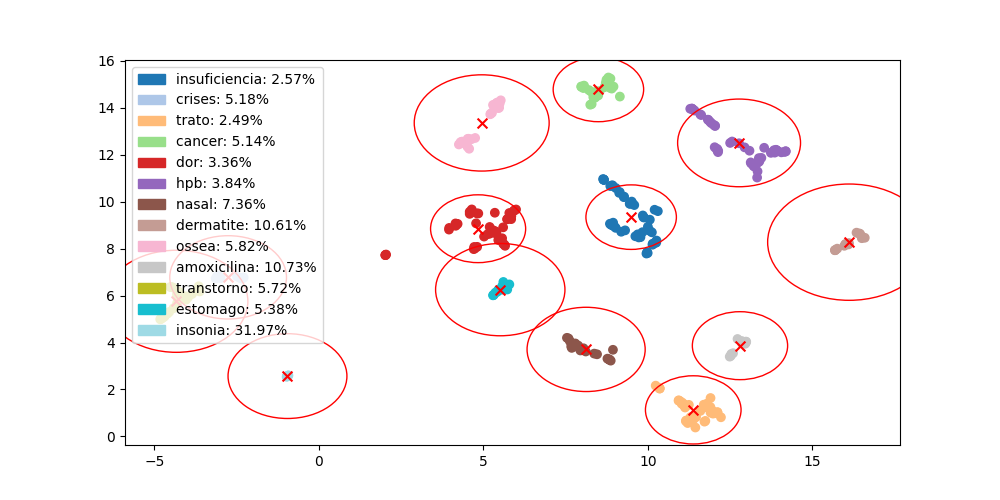 16
14
12
10
8
6
4
2
0
insuficiencia: 2.57%
crises: 5.18%
trato: 2.49%
cancer: 5.14%
dor: 3.36%
hpb: 3.84%
nasal: 7.36%
dermatite: 10.61%
ossea: 5.82%
amoxicilina: 10.73%
transtorno: 5.72%
estomago: 5.38%
insonia: 31.97%
−5 0 5 10 15